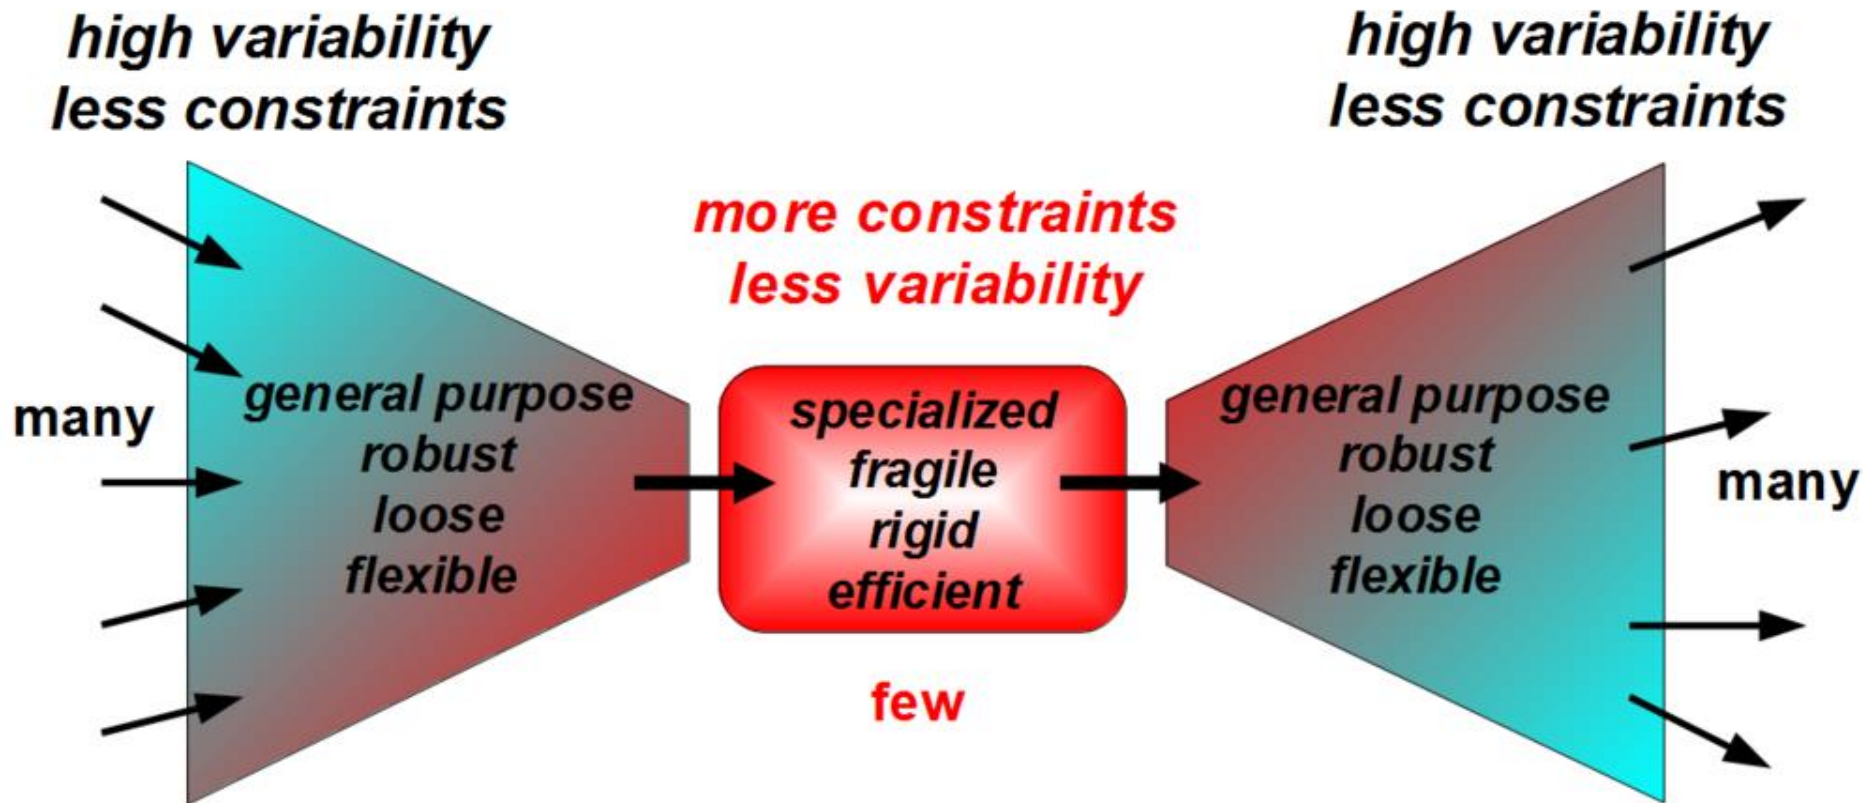 high variability
less constraints
high variability
less constraints
more constraints
less variability
many
general purpose
robust
loose
flexible
specialized
fragile
rigid
efficient
general purpose
robust
loose
flexible
many
few